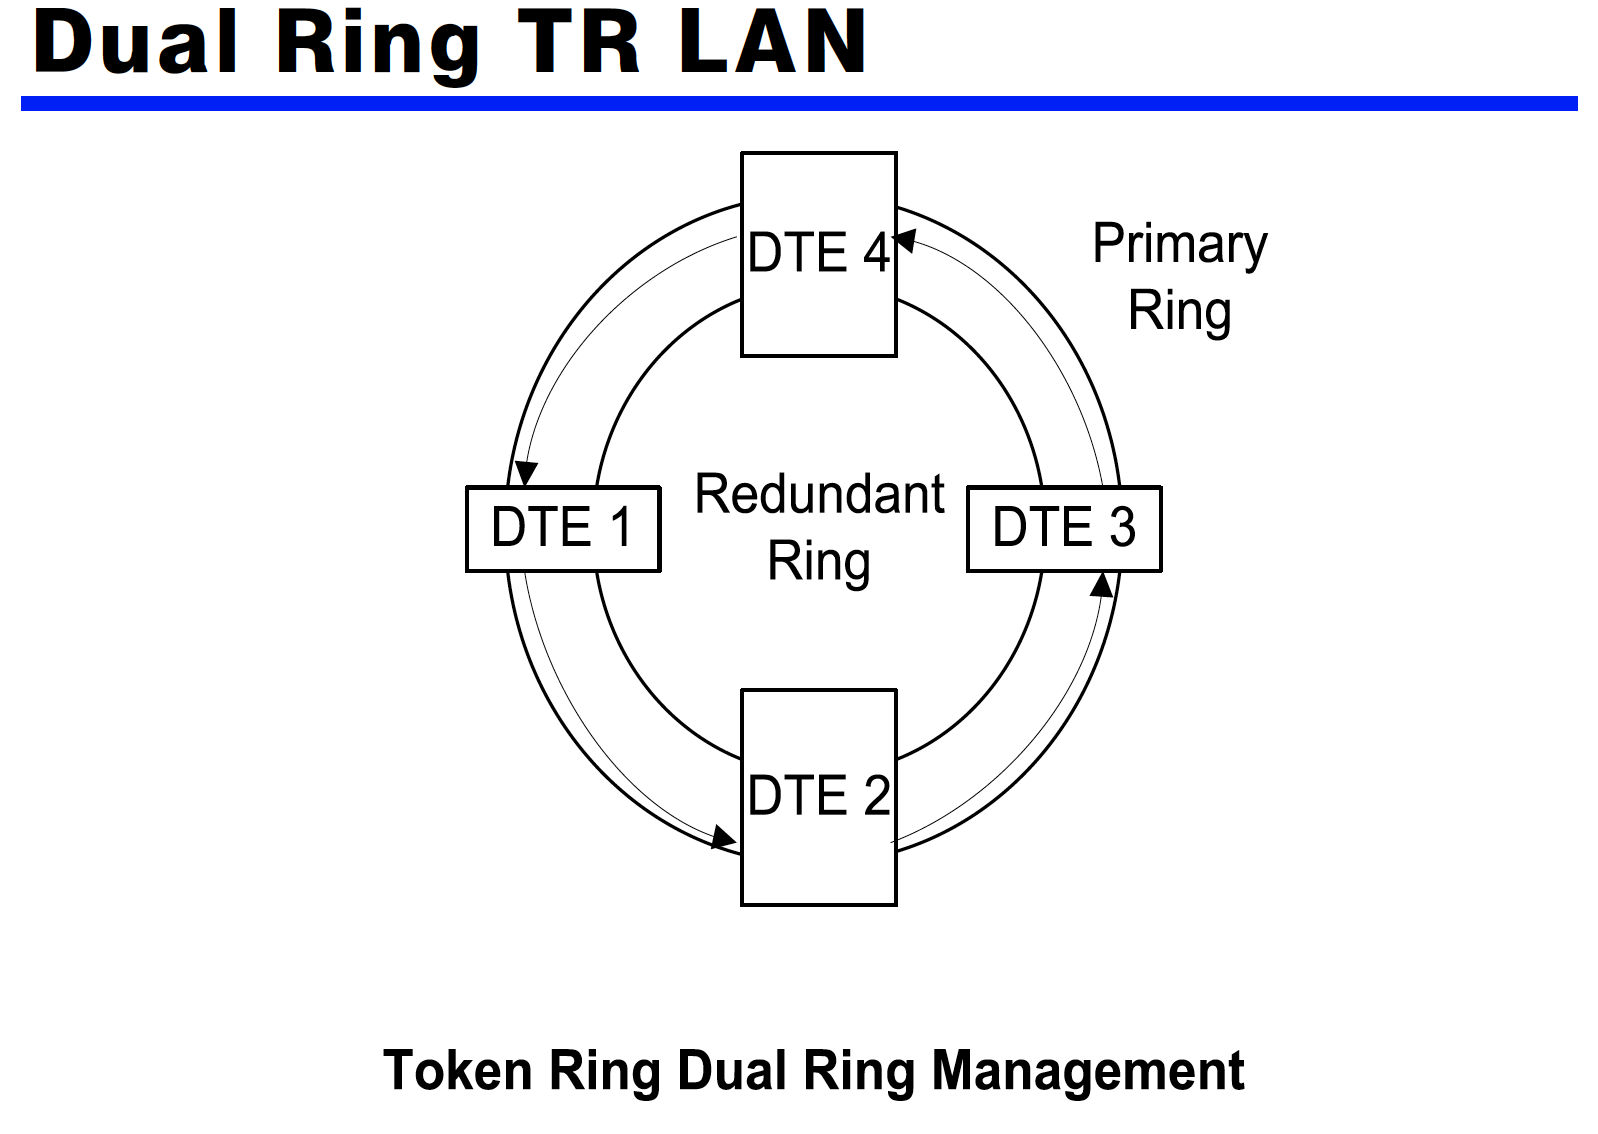 Dual Ring TR LAN
DTE 4
Primary
Ring
DTE 1
Redundant
Ring
DTE 3
DTE 2
Token Ring Dual Ring Management